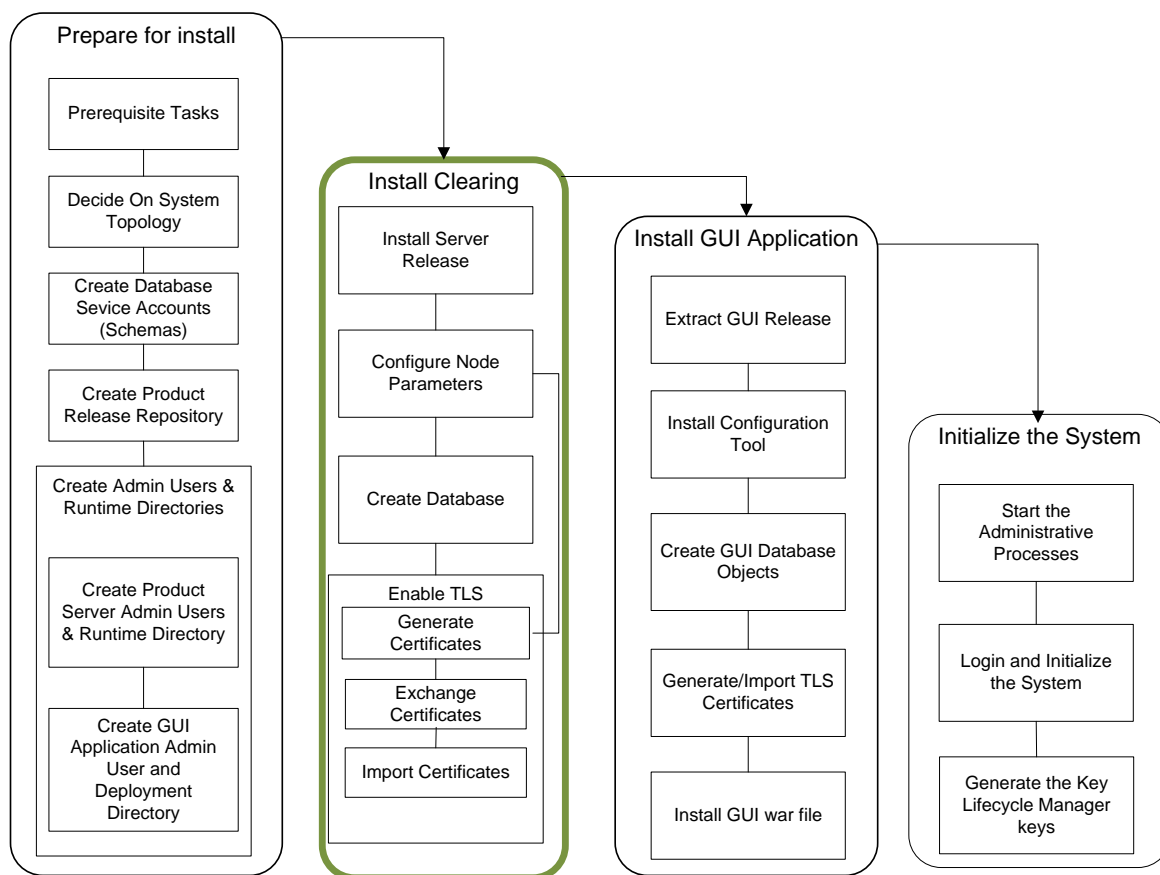 Prepare for install
Prerequisite Tasks
Decide On System
Topology
Create Database
Sevice Accounts
(Schemas)
Create Product
Release Repository
Create Admin Users &
Runtime Directories
Create Product
Server Admin Users
& Runtime Directory
Create GUI
Application Admin
User and
Deployment
Directory
Install Clearing
Install Server
Release
Configure Node
Parameters
Create Database
Enable TLS
Generate
Certificates
Exchange
Certificates
Import Certificates
Install GUI Application
Extract GUI Release
Install Configuration
Tool
Create GUI Database
Objects
Generate/Import TLS
Certificates
Install GUI war file
Initialize the System
Start the
Administrative
Processes
Login and Initialize
the System
Generate the Key
Lifecycle Manager
keys